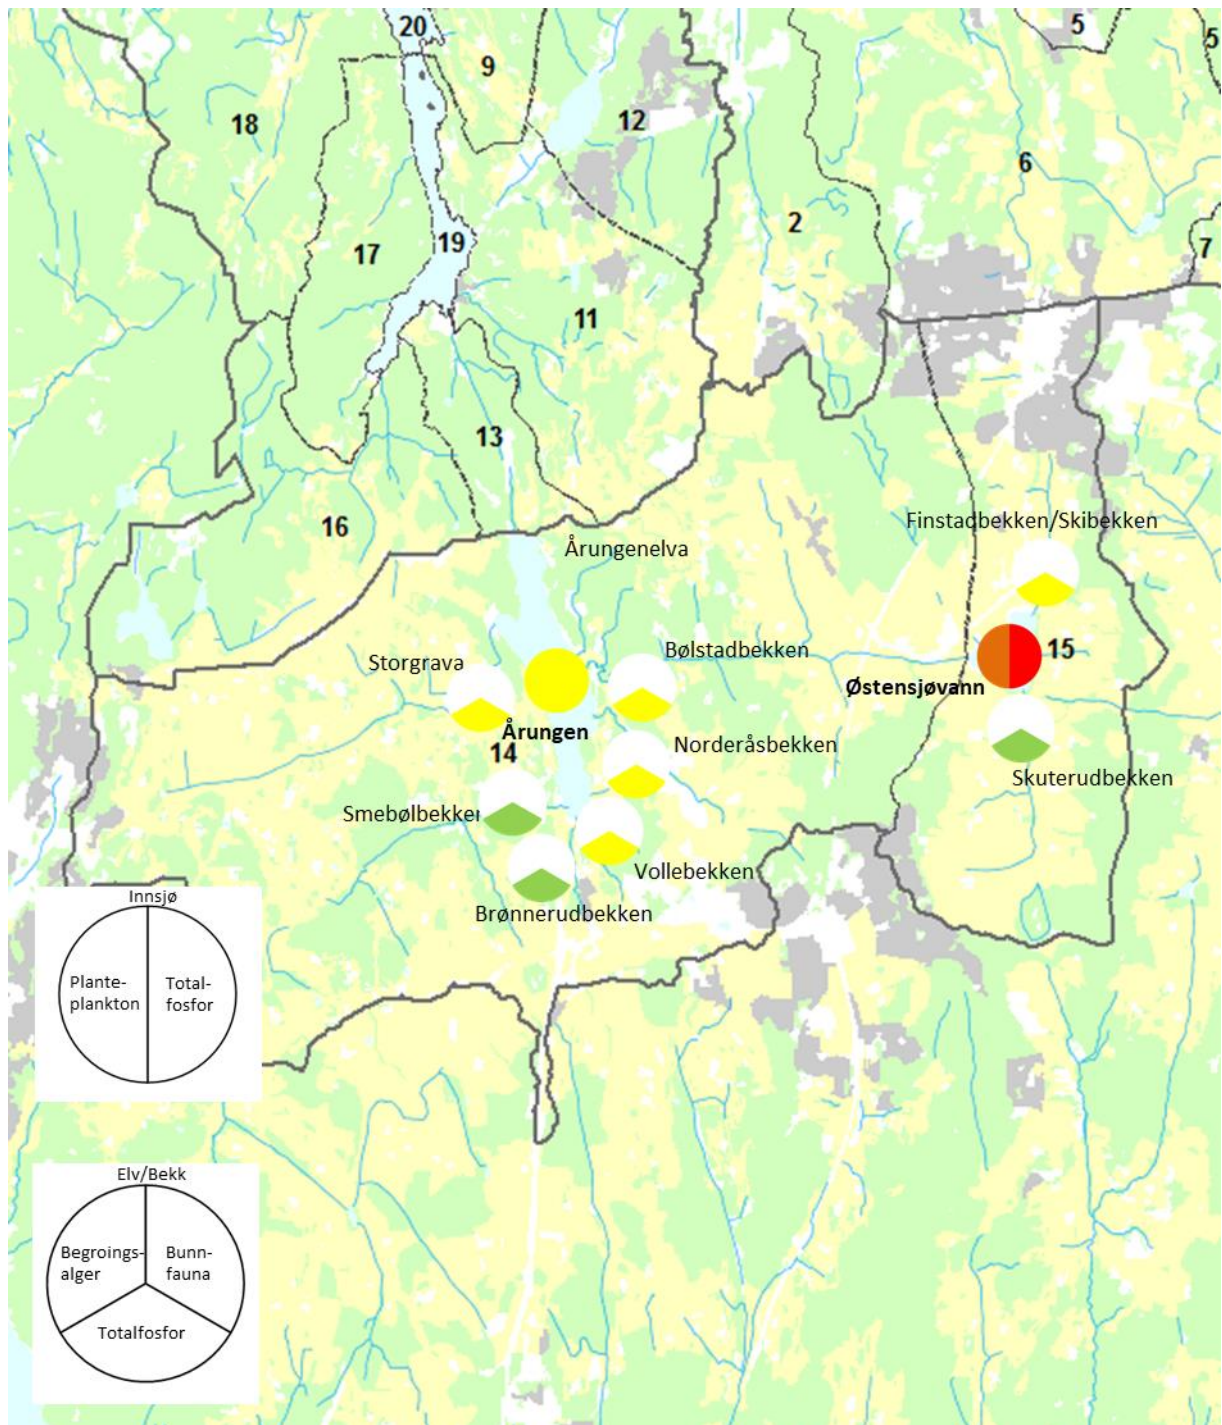 20
5
9
5
18
12
6
2
17
19
7
11
13
16
Finstadbekken/Skibekken
Årungenelva
Storgrava
Bølstadbekken
15
Østensjøvann
Årungen
14
Norderåsbekken
Skuterudbekken
Smebølbekken
Vollebekken
Brønnerudbekken
Innsjø
Plante-
plankton
Total-
fosfor
Elv/Bekk
Begroings-
alger
Bunn-
fauna
Totalfosfor